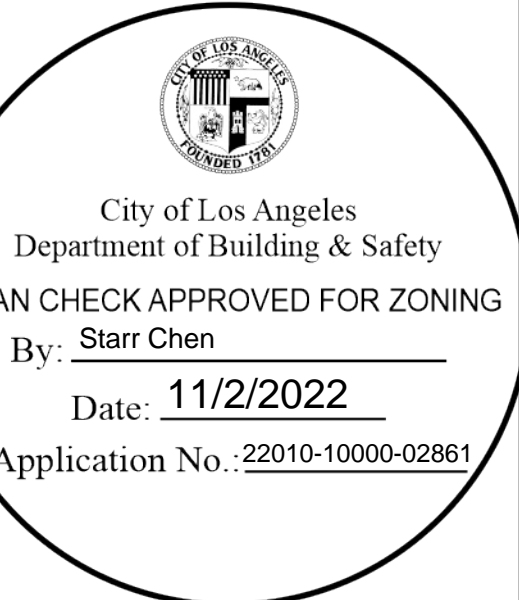 CITY OF LOS ANGELES
FOUNDED 1781
City of Los Angeles
Department of Building & Safety
AN CHECK APPROVED FOR ZONING
By: Starr Chen
Date: 11/2/2022
Application No.: 22010-10000-02861